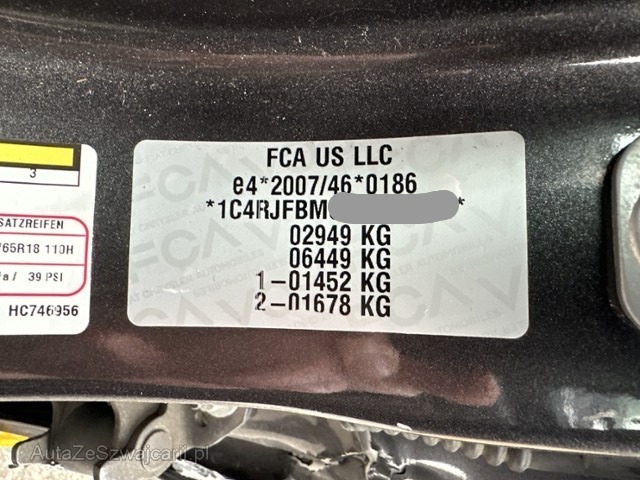 3
SATZREIFEN
/65R18 110H
a / 39 PSI
HC746956
FCA US LLC
e4*2007/46*0186
*1C4RJFBM *
02949 KG
06449 KG
1-01452 KG
2-01678 KG
AutaZeSzwajcarii.pl